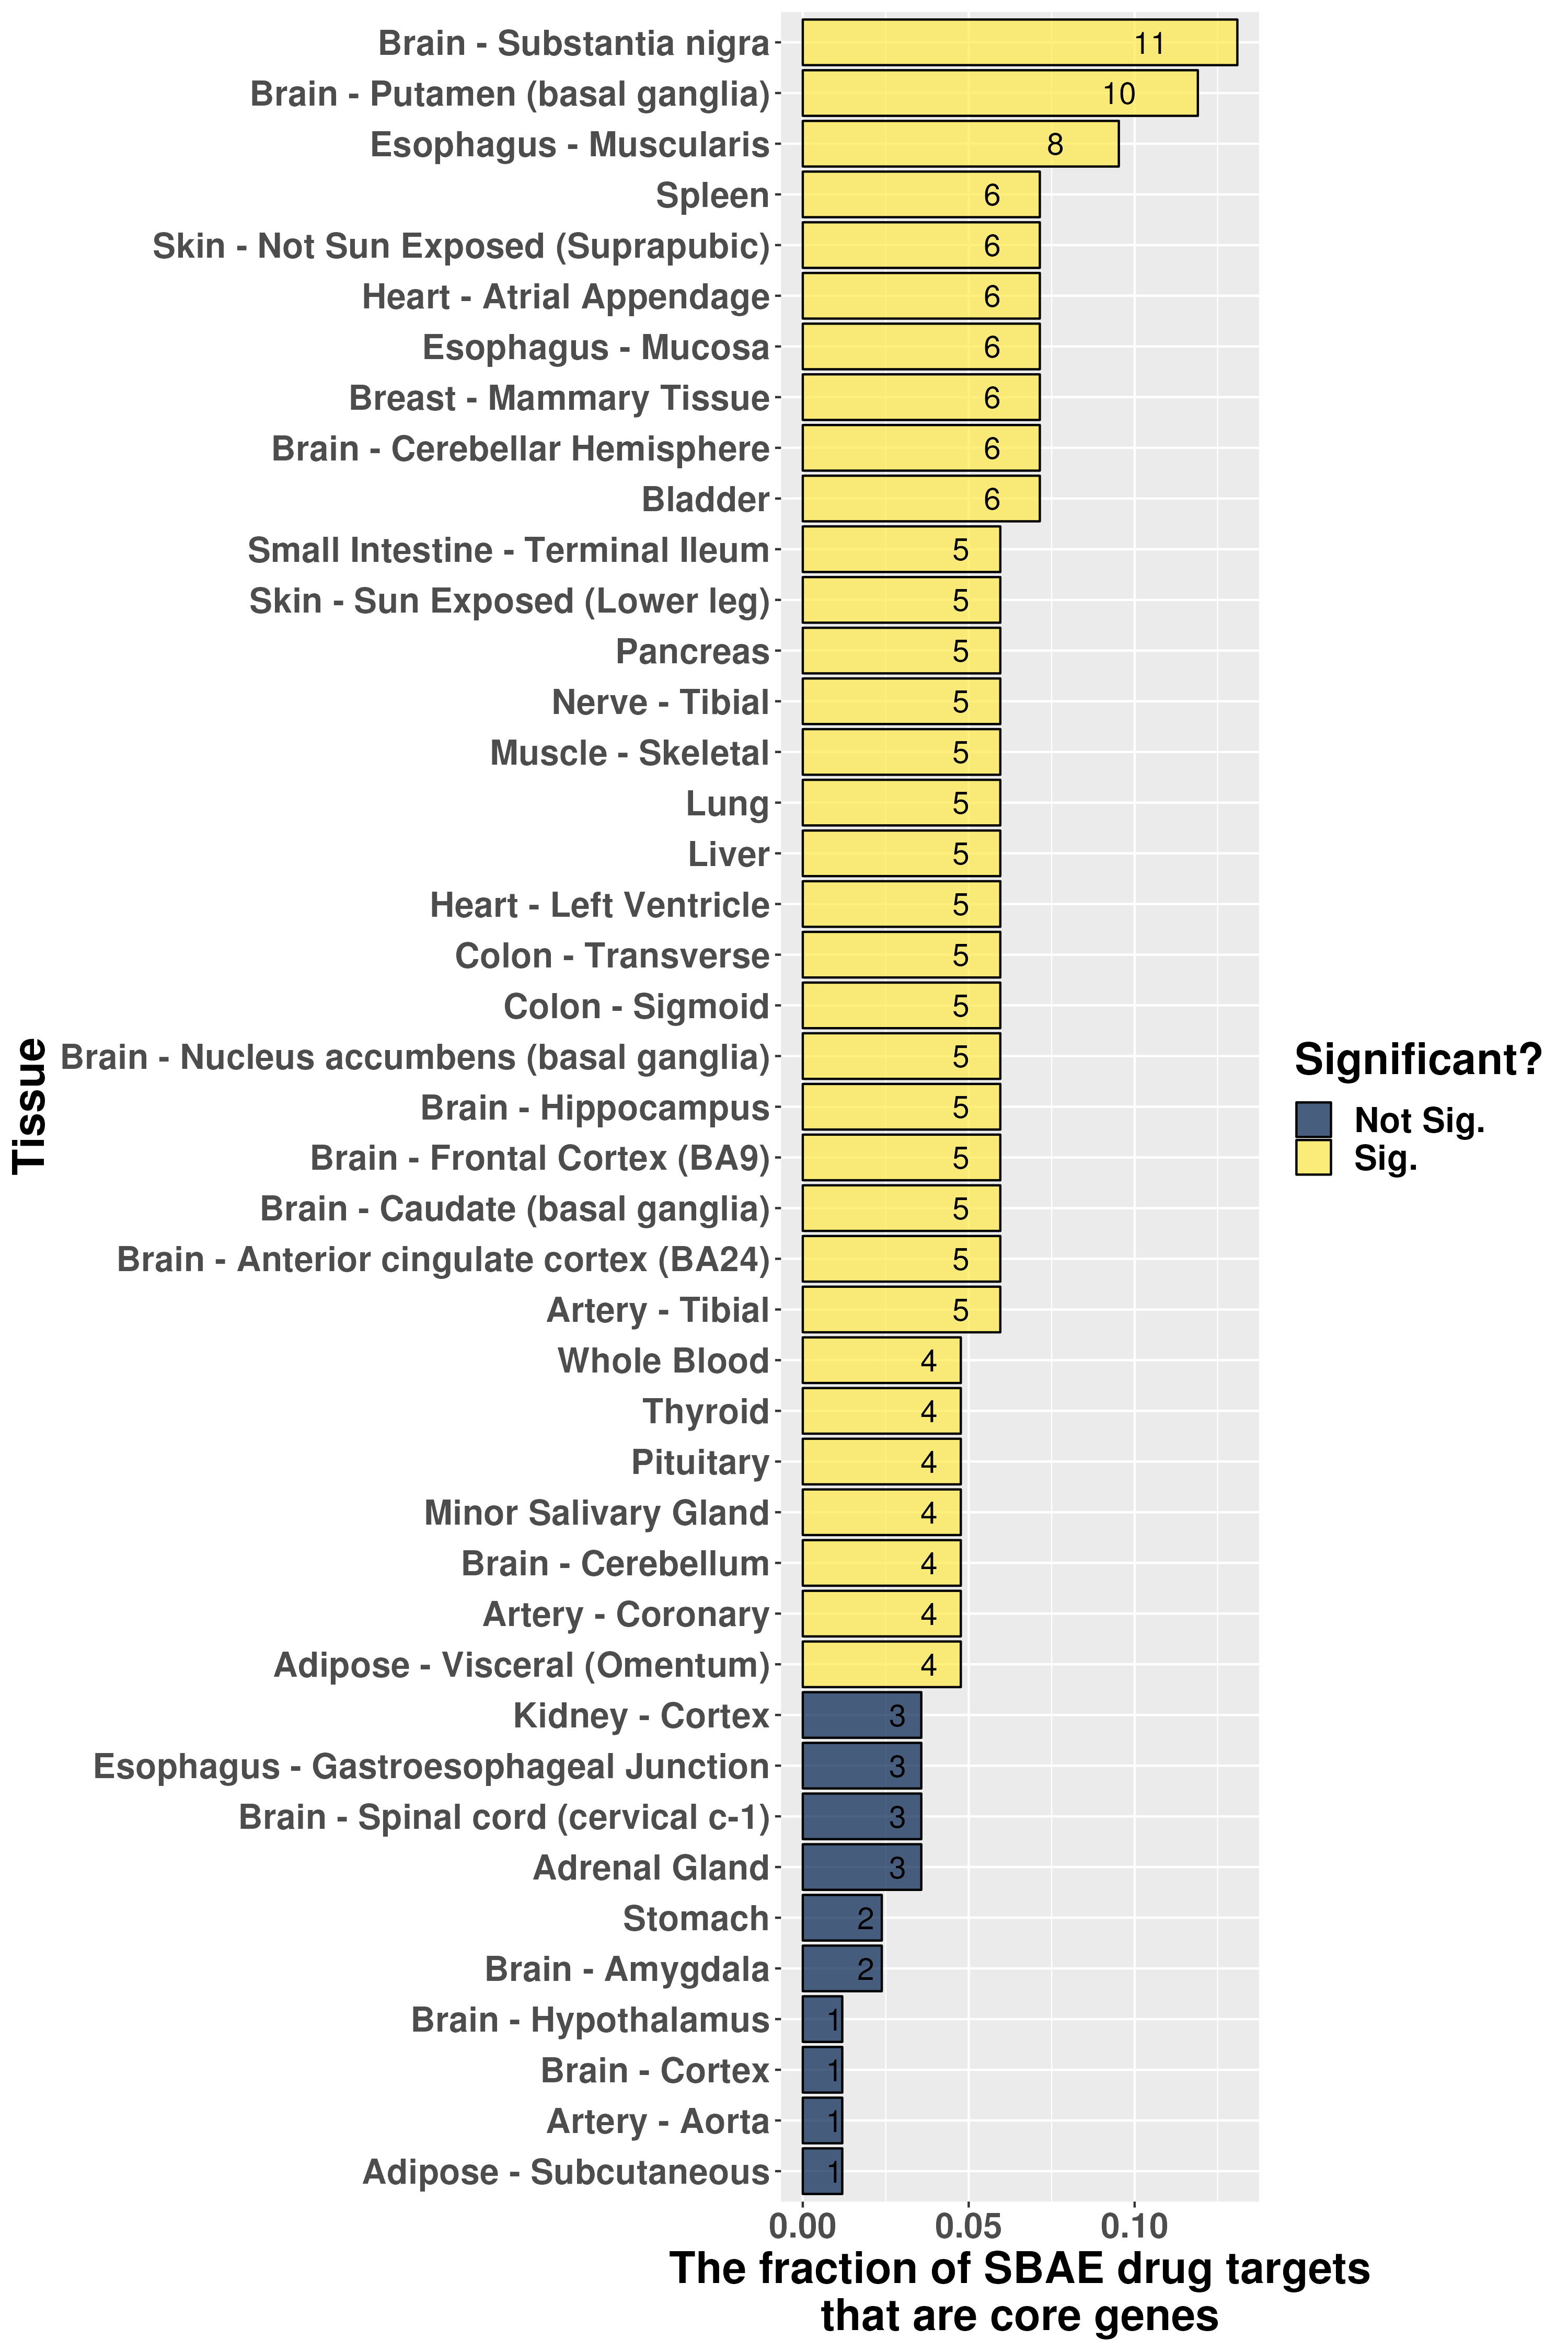 Brain - Substantia nigra 11
Brain - Putamen (basal ganglia) 10
Esophagus - Muscularis 8
Spleen 6
Skin - Not Sun Exposed (Suprapubic) 6
Heart - Atrial Appendage 6
Esophagus - Mucosa 6
Breast - Mammary Tissue 6
Brain - Cerebellar Hemisphere 6
Bladder 6
Small Intestine - Terminal Ileum 5
Skin - Sun Exposed (Lower leg) 5
Pancreas 5
Nerve - Tibial 5
Muscle - Skeletal 5
Lung 5
Liver 5
Heart - Left Ventricle 5
Colon - Transverse 5
Colon - Sigmoid 5
Brain - Nucleus accumbens (basal ganglia) 5
Brain - Hippocampus 5
Brain - Frontal Cortex (BA9) 5
Brain - Caudate (basal ganglia) 5
Brain - Anterior cingulate cortex (BA24) 5
Artery - Tibial 5
Whole Blood 4
Thyroid 4
Pituitary 4
Minor Salivary Gland 4
Brain - Cerebellum 4
Artery - Coronary 4
Adipose - Visceral (Omentum) 4
Kidney - Cortex 3
Esophagus - Gastroesophageal Junction 3
Brain - Spinal cord (cervical c-1) 3
Adrenal Gland 3
Stomach 2
Brain - Amygdala 2
Brain - Hypothalamus 1
Brain - Cortex 1
Artery - Aorta 1
Adipose - Subcutaneous 1
0.00 0.05 0.10
The fraction of SBAE drug targets
that are core genes
Tissue
Significant?
Not Sig.
Sig.